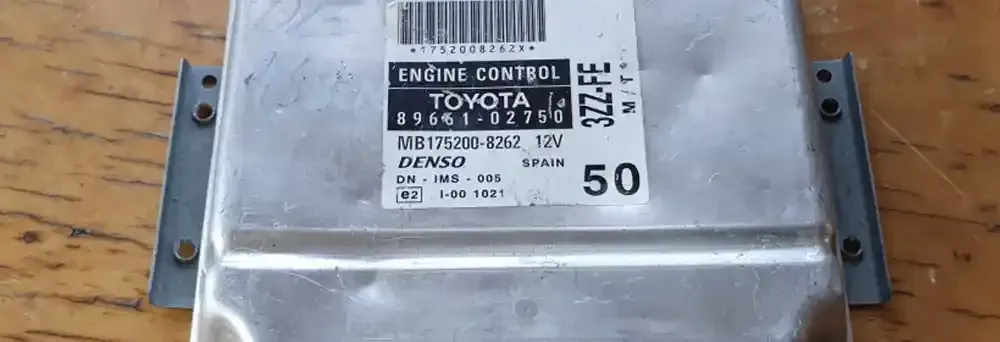 *1752008262X*
ENGINE CONTROL
TOYOTA
89661-02750
MB175200-8262 12V
DENSO SPAIN
DN - IMS - 005
e2 I-00 1021
3ZZ-FE
M/T
50